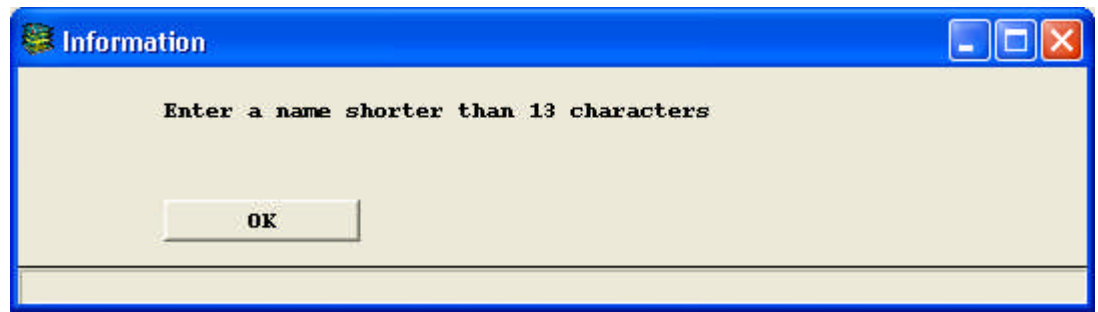 Information
Enter a name shorter than 13 characters
OK